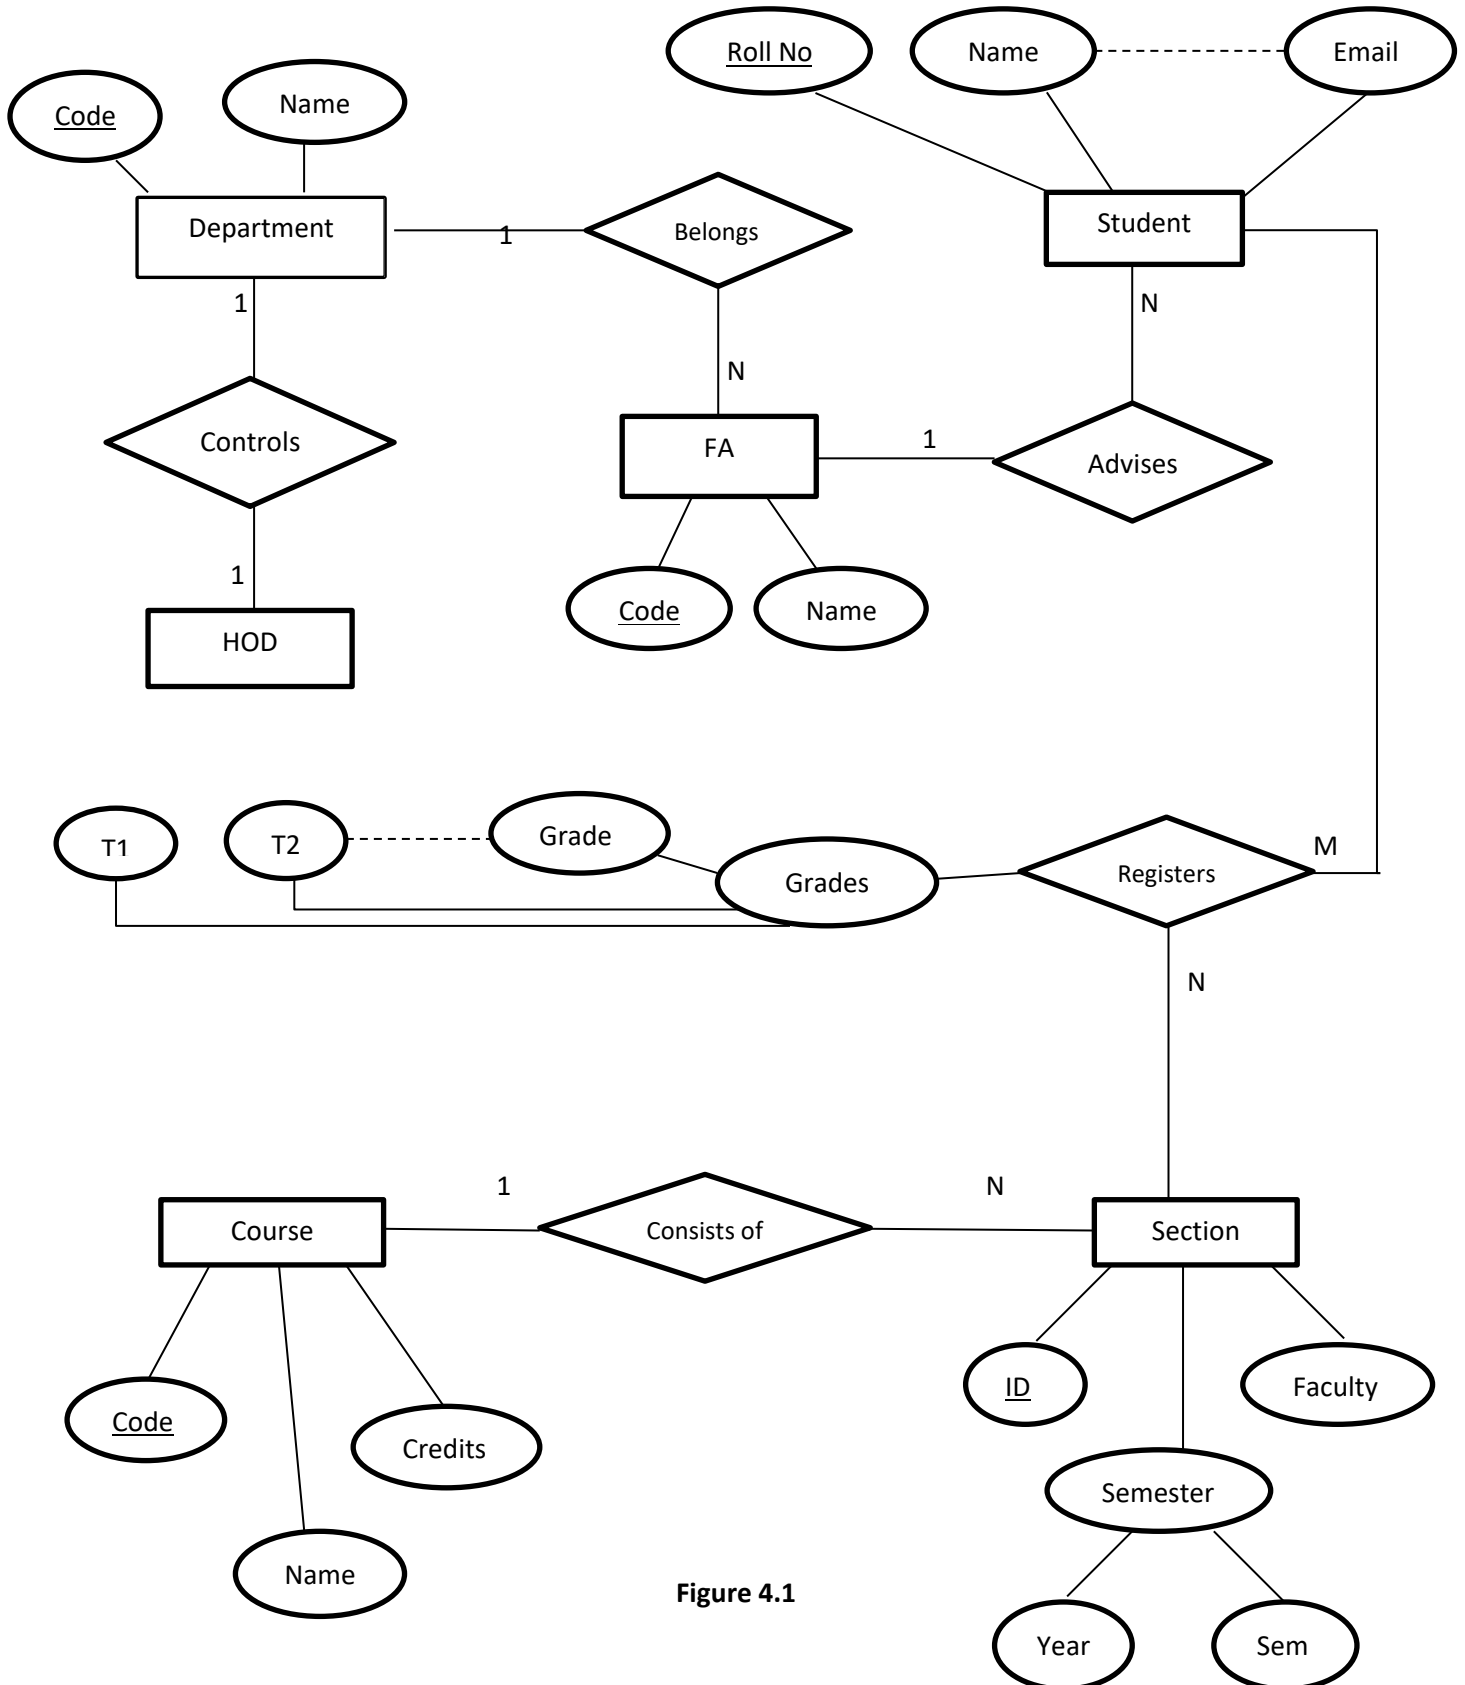 Roll No
Name
Email
Code
Name
Department
1
Belongs
Student
1
N
N
Controls
FA
1
Advises
1
Code
Name
HOD
T1
T2
Grade
Grades
Registers
M
N
1
N
Course
Consists of
Section
ID
Faculty
Code
Credits
Semester
Name
Figure 4.1
Year
Sem